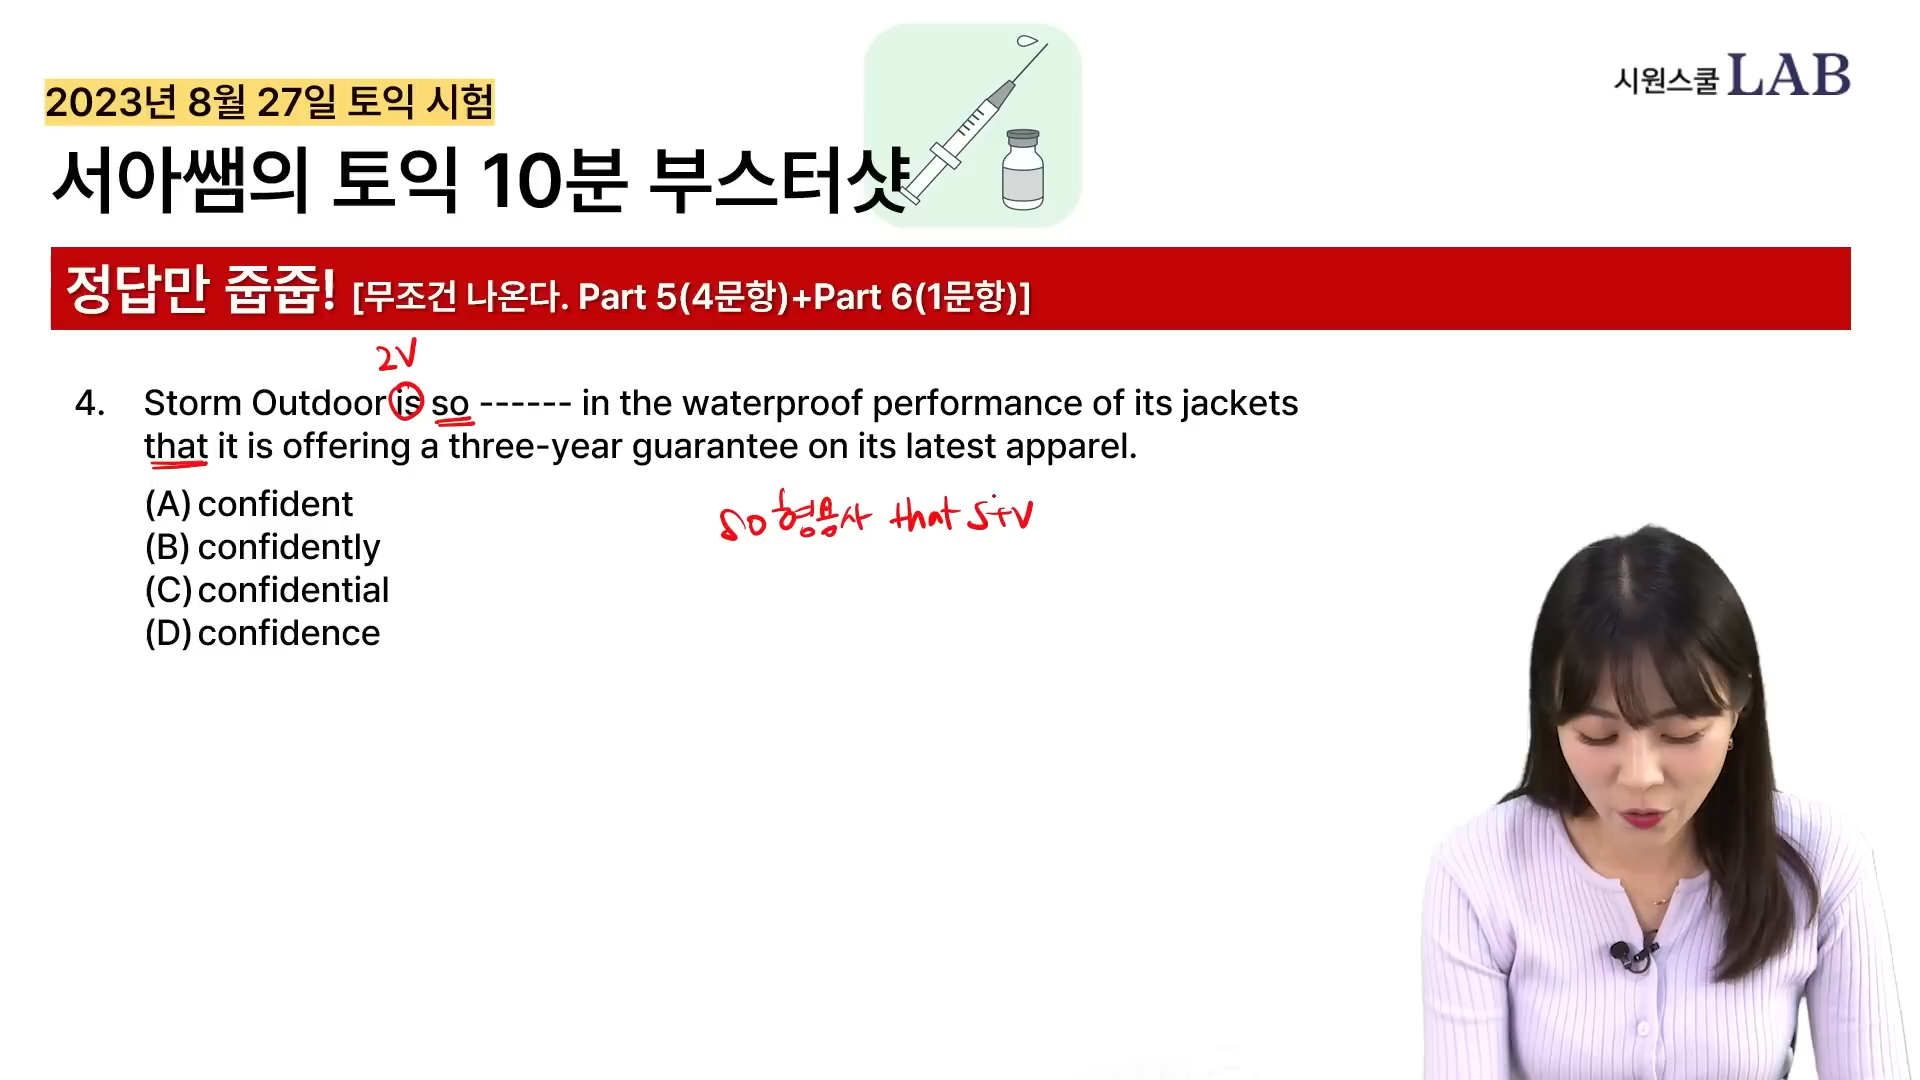 2023년 8월 27일 토익 시험
시원스쿨 LAB
서아쌤의 토익 10분 부스터샷
정답만 줍줍! [무조건 나온다. Part 5(4문항)+Part 6(1문항)]
2V
4. Storm Outdoor is so ------ in the waterproof performance of its jackets
that it is offering a three-year guarantee on its latest apparel.
(A) confident
so 형용사 that S+V
(B) confidently
(C) confidential
(D) confidence